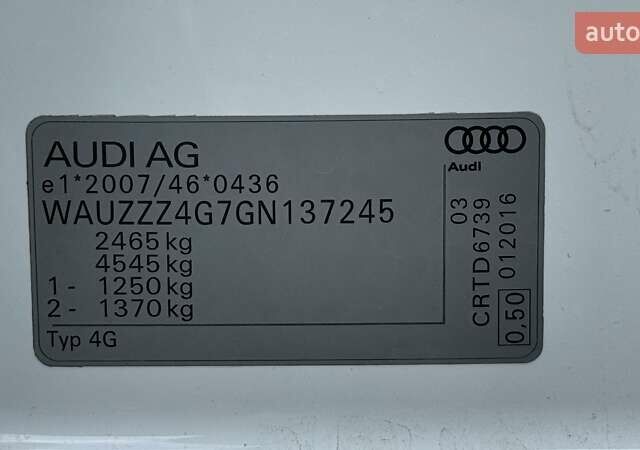 auto
AUDI AG
Audi
e1*2007/46*0436
WAUZZZ4G7GN137245
2465 kg
4545 kg
1 - 1250 kg
2 - 1370 kg
Typ 4G
03
CRTD6739
0,50 012016